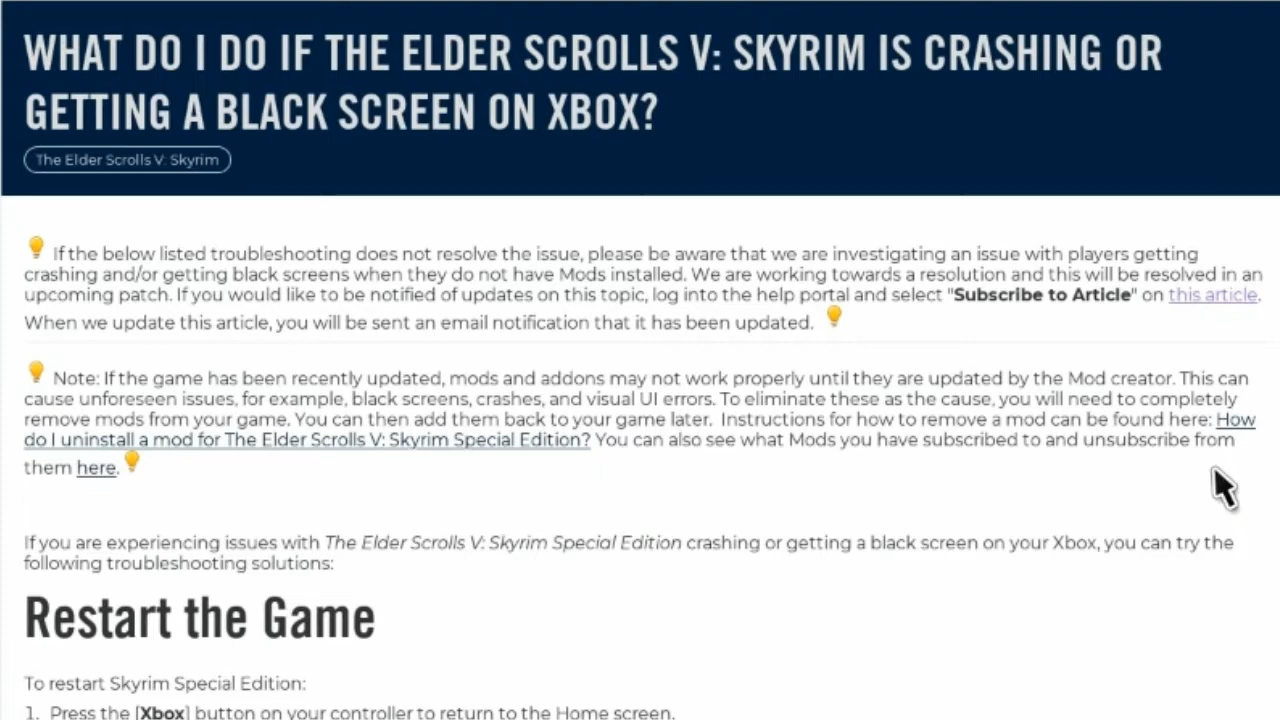 WHAT DO I DO IF THE ELDER SCROLLS V: SKYRIM IS CRASHING OR
GETTING A BLACK SCREEN ON XBOX?
The Elder Scrolls V: Skyrim
If the below listed troubleshooting does not resolve the issue, please be aware that we are investigating an issue with players getting
crashing and/or getting black screens when they do not have Mods installed. We are working towards a resolution and this will be resolved in an
upcoming patch. If you would like to be notified of updates on this topic, log into the help portal and select "Subscribe to Article" on this article.
When we update this article, you will be sent an email notification that it has been updated.
Note: If the game has been recently updated, mods and addons may not work properly until they are updated by the Mod creator. This can
cause unforeseen issues, for example, black screens, crashes, and visual UI errors. To eliminate these as the cause, you will need to completely
remove mods from your game. You can then add them back to your game later. Instructions for how to remove a mod can be found here: How
do I uninstall a mod for The Elder Scrolls V: Skyrim Special Edition? You can also see what Mods you have subscribed to and unsubscribe from
them here.
If you are experiencing issues with The Elder Scrolls V: Skyrim Special Edition crashing or getting a black screen on your Xbox, you can try the
following troubleshooting solutions:
Restart the Game
To restart Skyrim Special Edition:
1. Press the [Xbox] button on your controller to return to the Home screen.